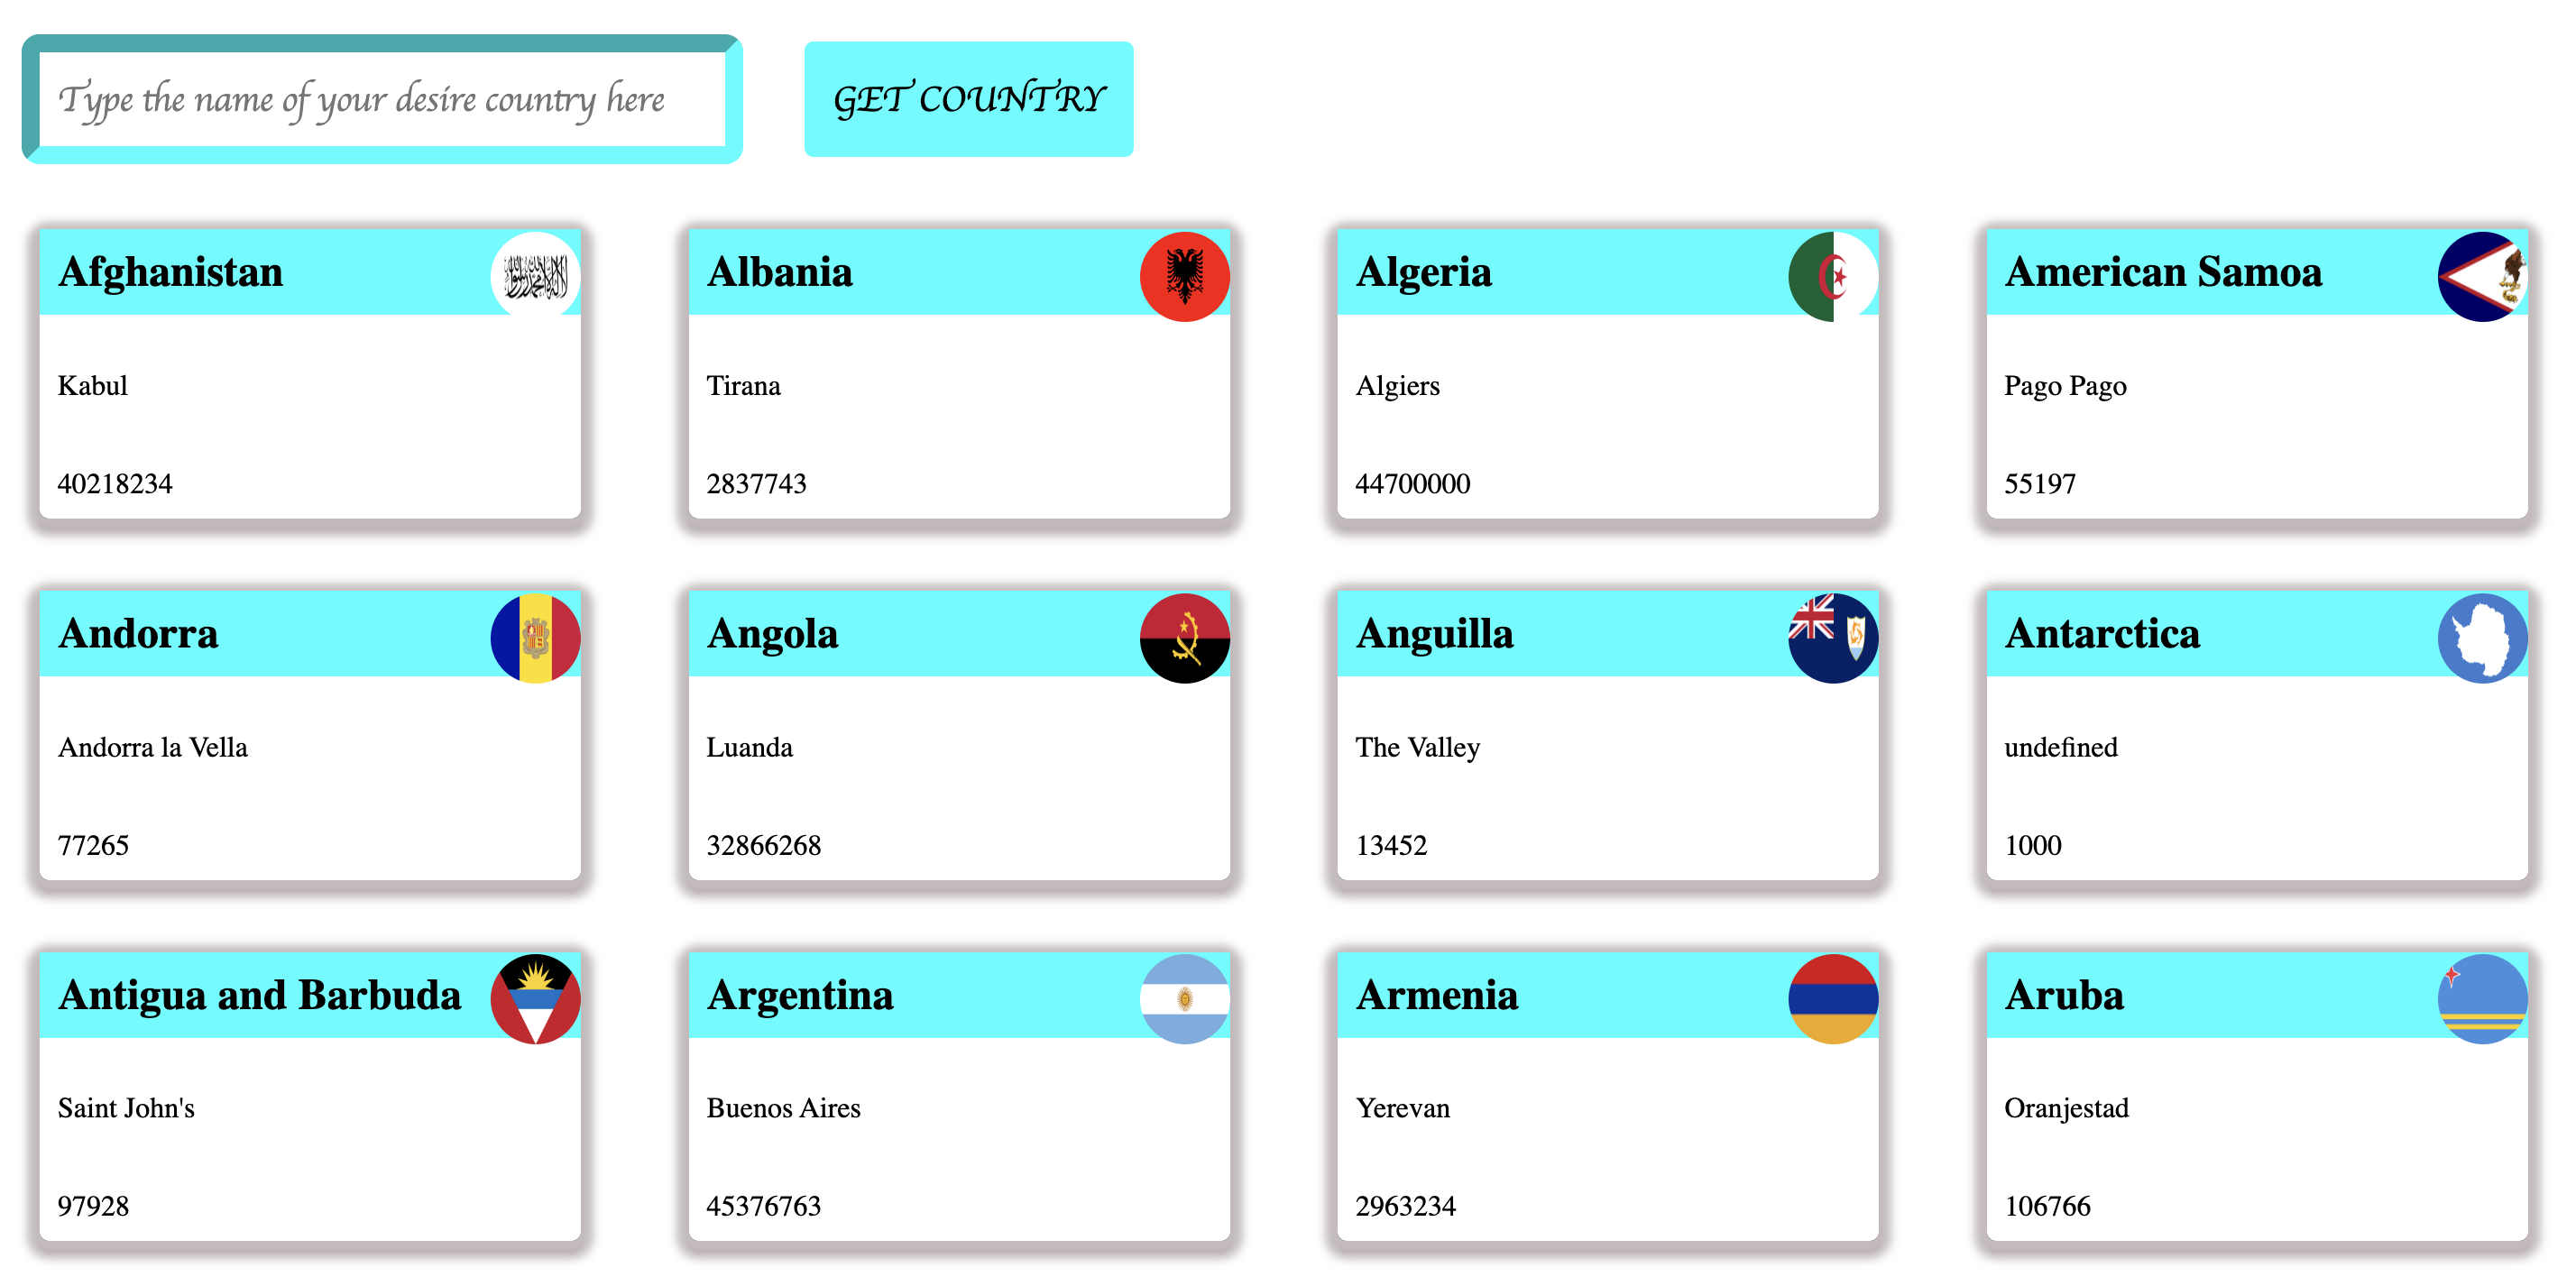 Type the name of your desire country here
GET COUNTRY
Afghanistan
Kabul
40218234
Albania
Tirana
2837743
Algeria
Algiers
44700000
American Samoa
Pago Pago
55197
Andorra
Andorra la Vella
77265
Angola
Luanda
32866268
Anguilla
The Valley
13452
Antarctica
undefined
1000
Antigua and Barbuda
Saint John's
97928
Argentina
Buenos Aires
45376763
Armenia
Yerevan
2963234
Aruba
Oranjestad
106766